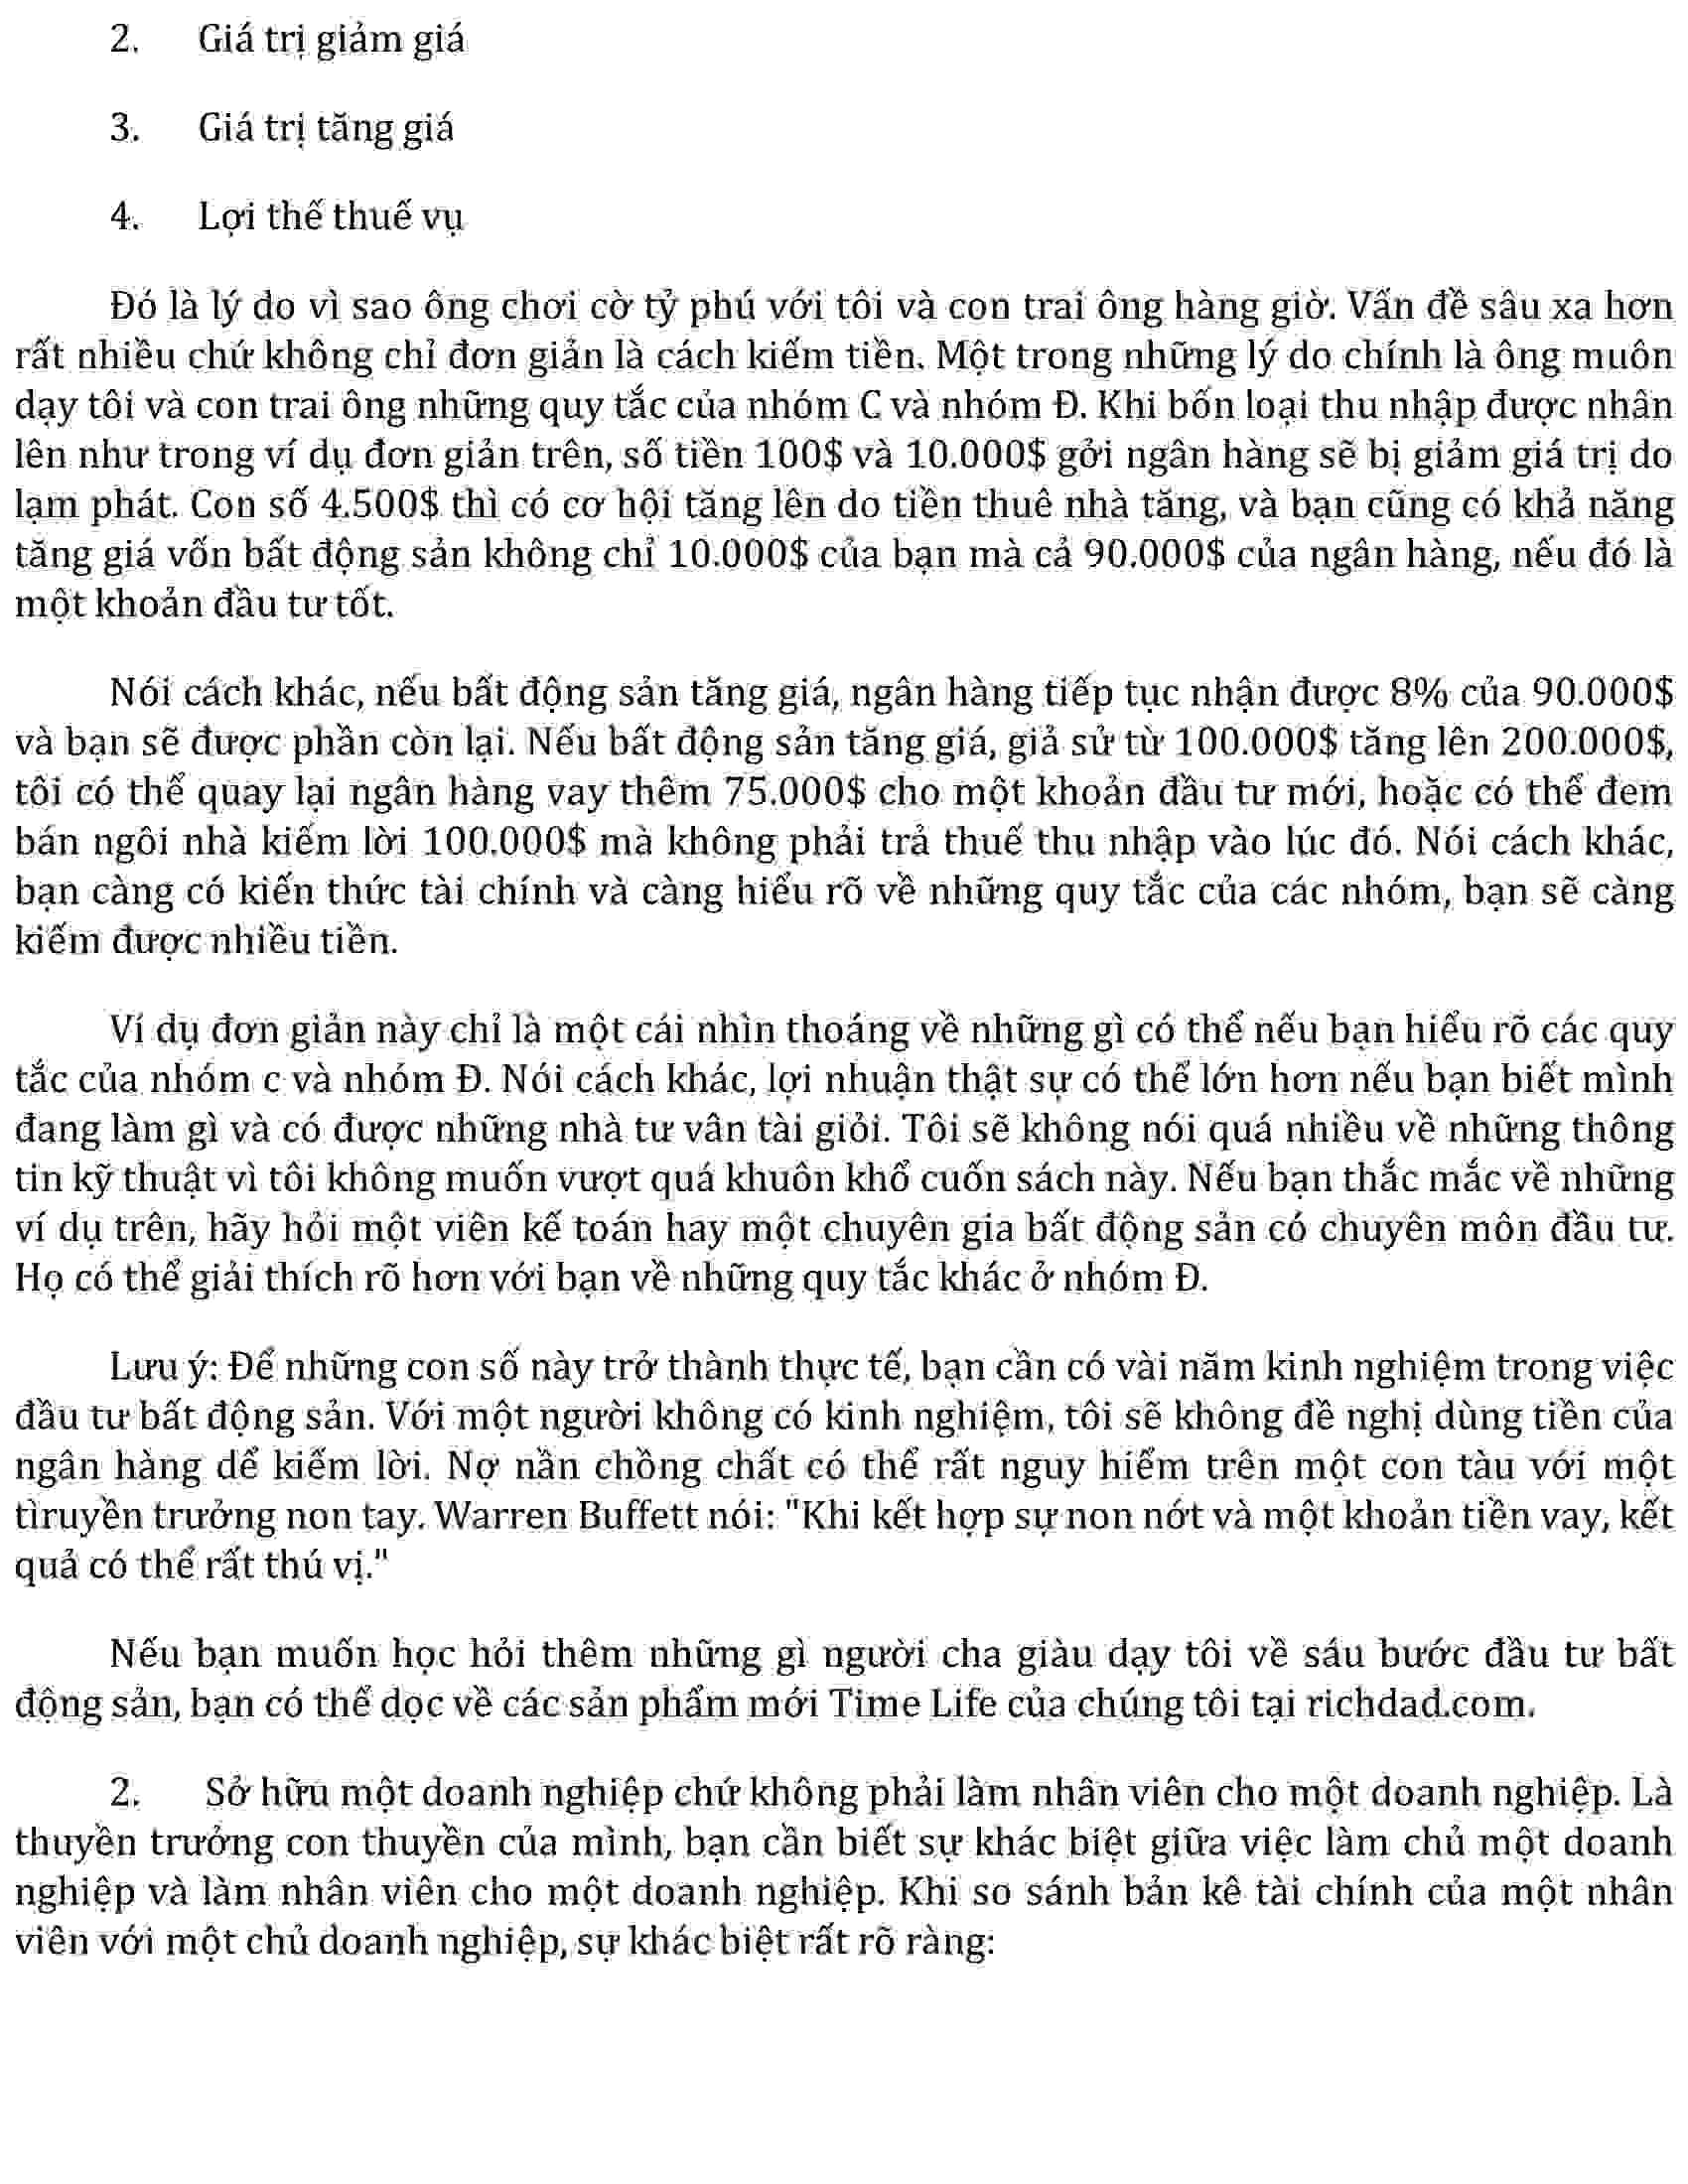 2. Giá trị giảm giá
3. Giá trị tăng giá
4. Lợi thế thuế vụ
Đó là lý do vì sao ông chơi cờ tỷ phú với tôi và con trai ông hàng giờ. Vấn đề sâu xa hơn
rất nhiều chứ không chỉ đơn giản là cách kiếm tiền. Một trong những lý do chính là ông muôn
dạy tôi và con trai ông những quy tắc của nhóm C và nhóm Đ. Khi bốn loại thu nhập được nhân
lên như trong ví dụ đơn giản trên, số tiền 100$ và 10.000$ gởi ngân hàng sẽ bị giảm giá trị do
lạm phát. Con số 4.500$ thì có cơ hội tăng lên do tiền thuê nhà tăng, và bạn cũng có khả năng
tăng giá vốn bất động sản không chỉ 10.000$ của bạn mà cả 90.000$ của ngân hàng, nếu đó là
một khoản đầu tư tốt.
Nói cách khác, nếu bất động sản tăng giá, ngân hàng tiếp tục nhận được 8% của 90.000$
và bạn sẽ được phần còn lại. Nếu bất động sản tăng giá, giả sử từ 100.000$ tăng lên 200.000$,
tôi có thể quay lại ngân hàng vay thêm 75.000$ cho một khoản đầu tư mới, hoặc có thể đem
bán ngôi nhà kiếm lời 100.000$ mà không phải trả thuế thu nhập vào lúc đó. Nói cách khác,
bạn càng có kiến thức tài chính và càng hiểu rõ về những quy tắc của các nhóm, bạn sẽ càng
kiếm được nhiều tiền.
Ví dụ đơn giản này chỉ là một cái nhìn thoáng về những gì có thể nếu bạn hiểu rõ các quy
tắc của nhóm c và nhóm Đ. Nói cách khác, lợi nhuận thật sự có thể lớn hơn nếu bạn biết mình
đang làm gì và có được những nhà tư vân tài giỏi. Tôi sẽ không nói quá nhiều về những thông
tin kỹ thuật vì tôi không muốn vượt quá khuôn khổ cuốn sách này. Nếu bạn thắc mắc về những
ví dụ trên, hãy hỏi một viên kế toán hay một chuyên gia bất động sản có chuyên môn đầu tư.
Họ có thể giải thích rõ hơn với bạn về những quy tắc khác ở nhóm Đ.
Lưu ý: Để những con số này trở thành thực tế, bạn cần có vài năm kinh nghiệm trong việc
đầu tư bất động sản. Với một người không có kinh nghiệm, tôi sẽ không đề nghị dùng tiền của
ngân hàng dể kiếm lời. Nợ nần chồng chất có thể rất nguy hiểm trên một con tàu với một
tìruyền trưởng non tay. Warren Buffett nói: "Khi kết hợp sự non nớt và một khoản tiền vay, kết
quả có thể rất thú vị."
Nếu bạn muốn học hỏi thêm những gì người cha giàu dạy tôi về sáu bước đầu tư bất
động sản, bạn có thể dọc về các sản phẩm mới Time Life của chúng tôi tại richdad.com.
2. Sở hữu một doanh nghiệp chứ không phải làm nhân viên cho một doanh nghiệp. Là
thuyền trưởng con thuyền của mình, bạn cần biết sự khác biệt giữa việc làm chủ một doanh
nghiệp và làm nhân viên cho một doanh nghiệp. Khi so sánh bản kê tài chính của một nhân
viên với một chủ doanh nghiệp, sự khác biệt rất rõ ràng: